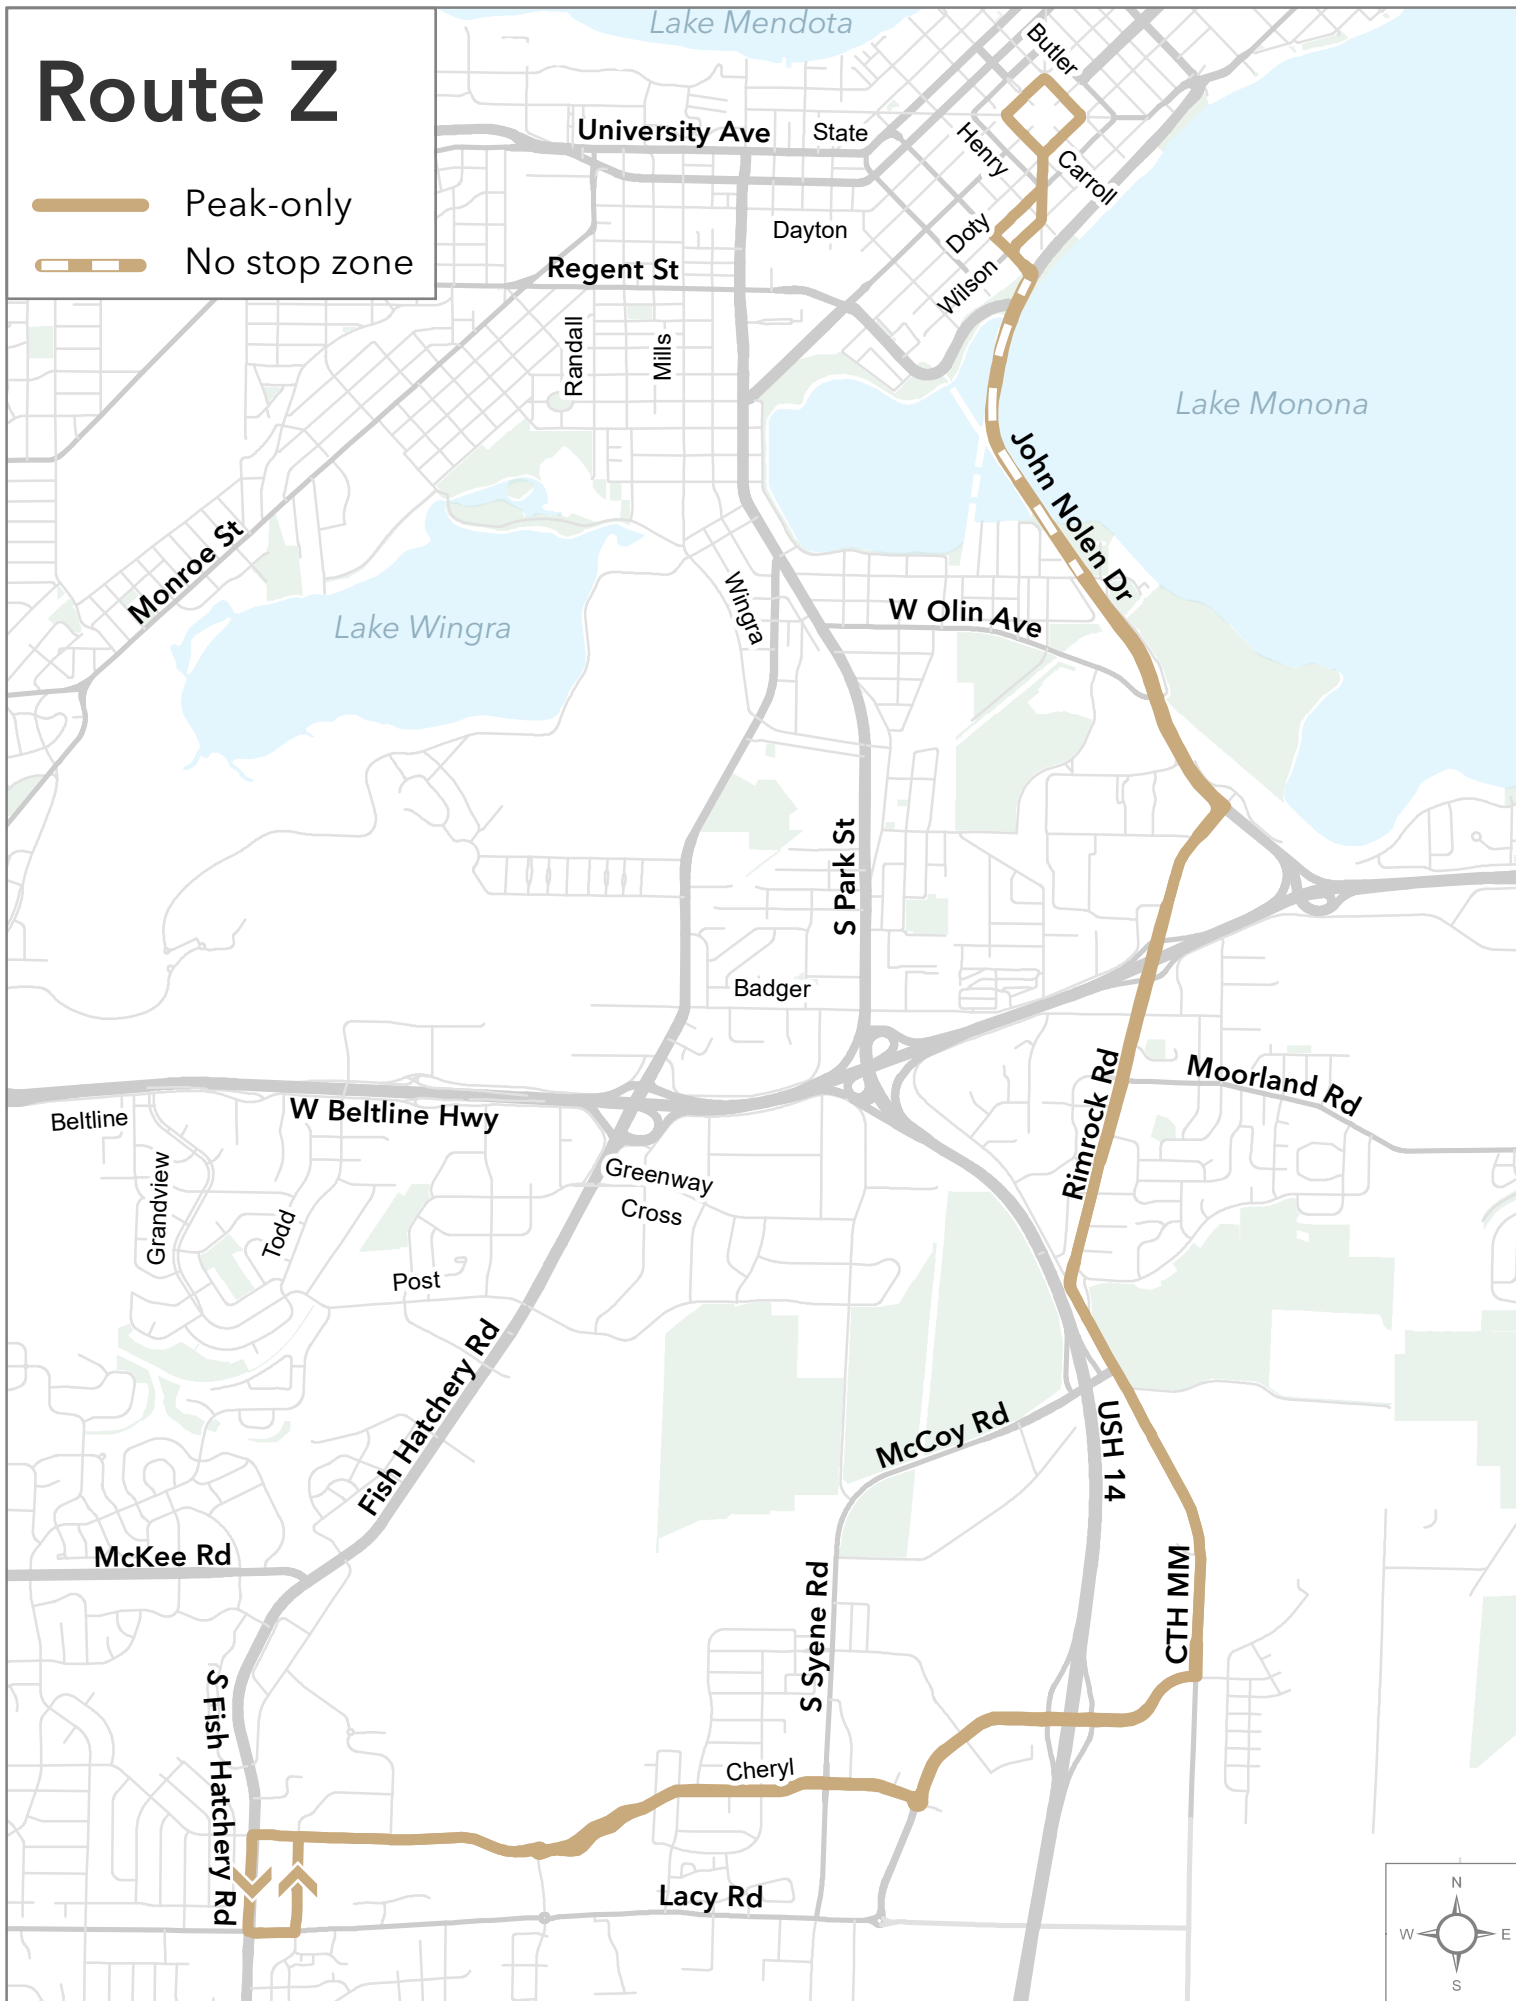 Lake Mendota
Butler
Route Z
University Ave
State
Henry
Carroll
Peak-only
Dayton
Doty
No stop zone
Regent St
Wilson
Randall
Mills
Lake Monona
John Nolen Dr
Monroe St
Wingra
W Olin Ave
Lake Wingra
S Park St
Badger
Rimrock Rd
Moorland Rd
Beltline
W Beltline Hwy
Grandview
Greenway
Cross
Todd
Post
Fish Hatchery Rd
McCoy Rd
USH 14
McKee Rd
CTH MM
S Syene Rd
S Fish Hatchery Rd
Cheryl
Lacy Rd
N
W
E
S